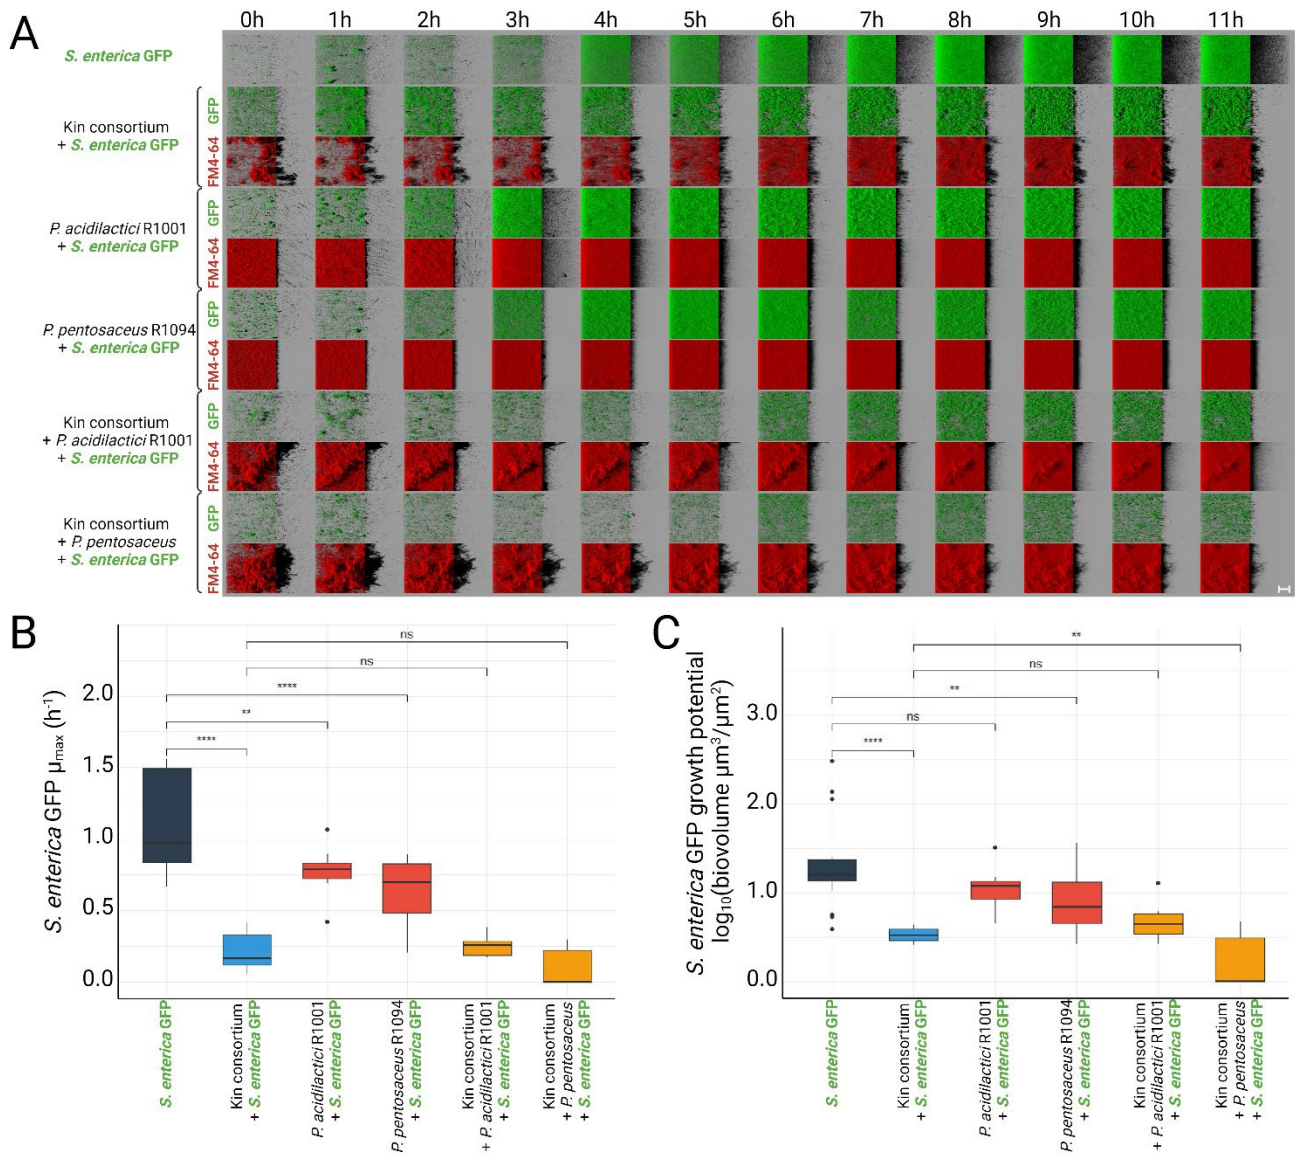 A
0h 1h 2h 3h 4h 5h 6h 7h 8h 9h 10h 11h
S. enterica GFP
Kin consortium
+ S. enterica GFP
GFP
FM4-64
P. acidilactici R1001
+ S. enterica GFP
GFP
FM4-64
P. pentosaceus R1094
+ S. enterica GFP
GFP
FM4-64
Kin consortium
+ P. acidilactici R1001
+ S. enterica GFP
GFP
FM4-64
Kin consortium
+ P. pentosaceus
+ S. enterica GFP
GFP
FM4-64
B
S. enterica GFP μmax (h-1)
2.0
1.5
1.0
0.5
0.0
ns
ns
****
**
****
S. enterica GFP
Kin consortium
+ S. enterica GFP
P. acidilactici R1001
+ S. enterica GFP
P. pentosaceus R1094
+ S. enterica GFP
Kin consortium
+ P. acidilactici R1001
+ S. enterica GFP
Kin consortium
+ P. pentosaceus
+ S. enterica GFP
C
S. enterica GFP growth potential
log10(biovolume μm3/μm2)
3.0
2.0
1.0
0.0
**
ns
**
ns
****
S. enterica GFP
Kin consortium
+ S. enterica GFP
P. acidilactici R1001
+ S. enterica GFP
P. pentosaceus R1094
+ S. enterica GFP
Kin consortium
+ P. acidilactici R1001
+ S. enterica GFP
Kin consortium
+ P. pentosaceus
+ S. enterica GFP